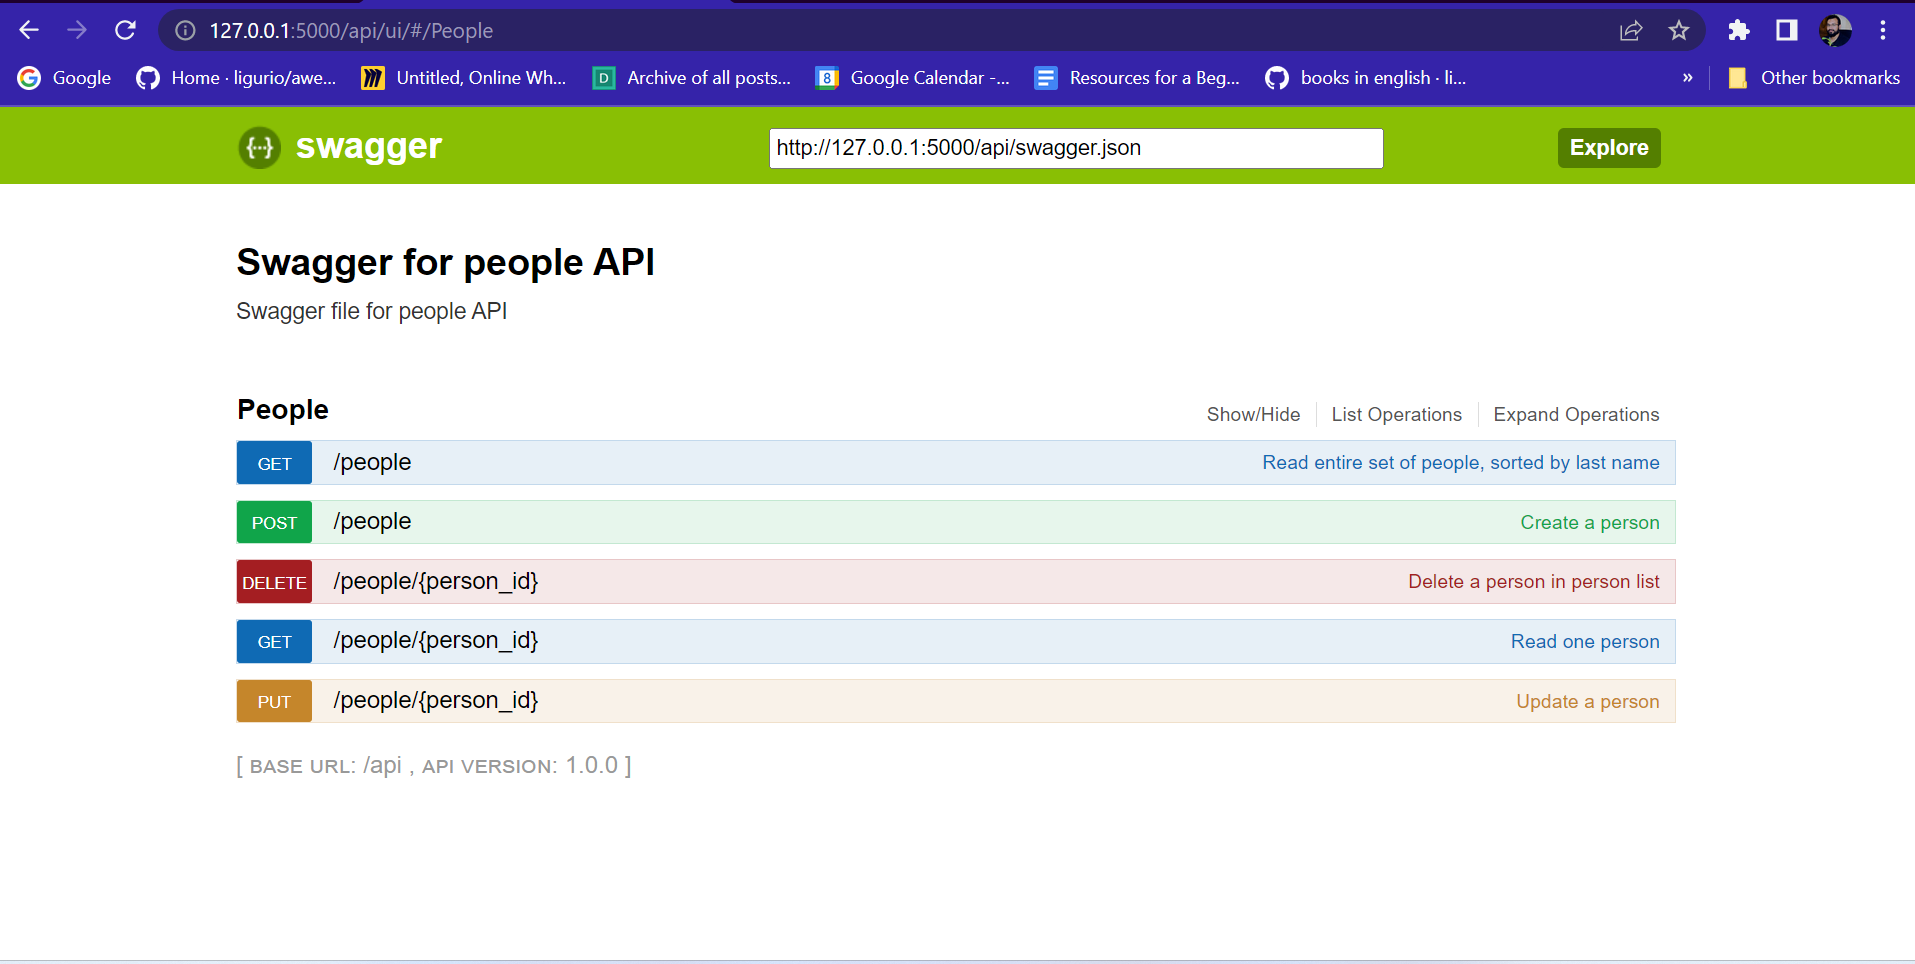 127.0.0.1:5000/api/ui/#/People
Google Home · ligurio/awe... Untitled, Online Wh... D Archive of all posts... 8 Google Calendar -... Resources for a Beg... books in english · li... » Other bookmarks
{···} swagger http://127.0.0.1:5000/api/swagger.json Explore
Swagger for people API
Swagger file for people API
People Show/Hide List Operations Expand Operations
GET /people Read entire set of people, sorted by last name
POST /people Create a person
DELETE /people/{person_id} Delete a person in person list
GET /people/{person_id} Read one person
PUT /people/{person_id} Update a person
[ BASE URL: /api , API VERSION: 1.0.0 ]